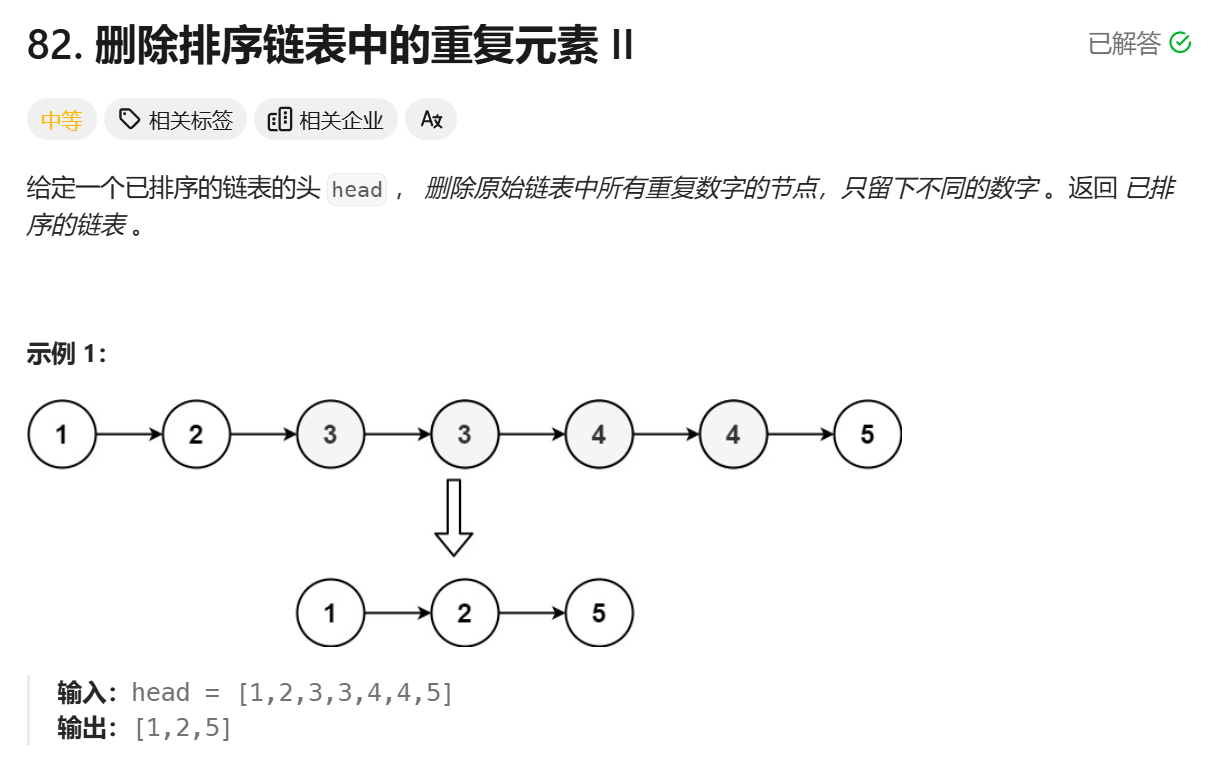 82. 删除排序链表中的重复元素 II
已解答
中等 相关标签 相关企业 A文
给定一个已排序的链表的头 head ， 删除原始链表中所有重复数字的节点，只留下不同的数字 。返回 已排
序的链表 。
示例 1：
1 2 3 3 4 4 5
1 2 5
输入：head = [1,2,3,3,4,4,5]
输出：[1,2,5]